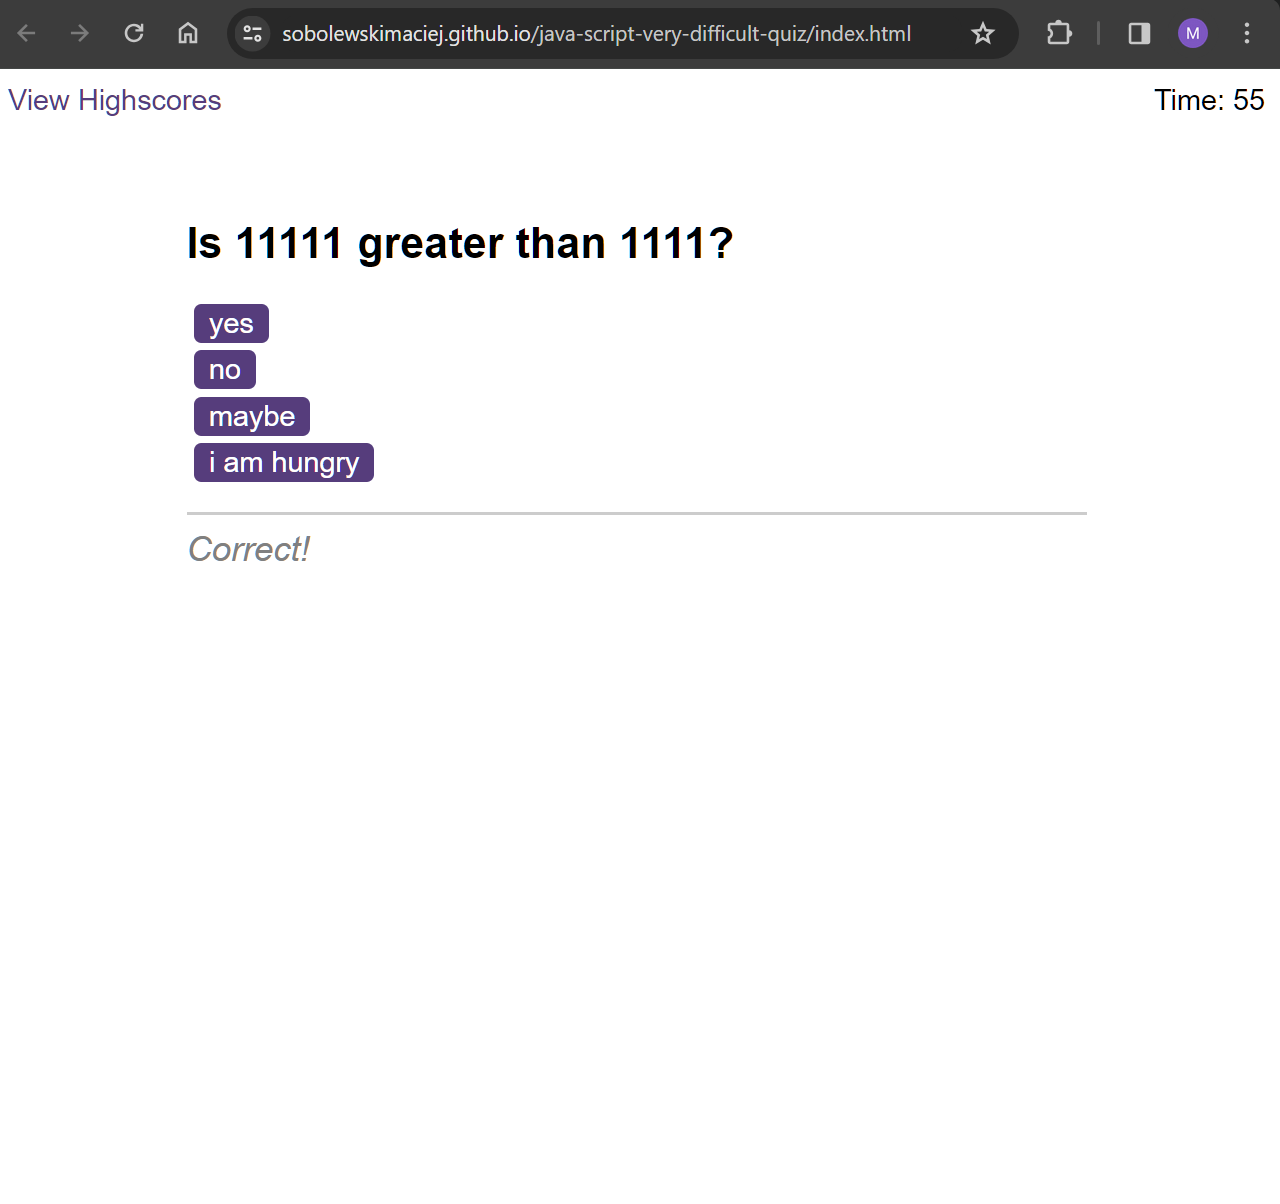 sobolewskimaciej.github.io/java-script-very-difficult-quiz/index.html
M
View Highscores
Time: 55
Is 11111 greater than 1111?
yes
no
maybe
i am hungry
Correct!